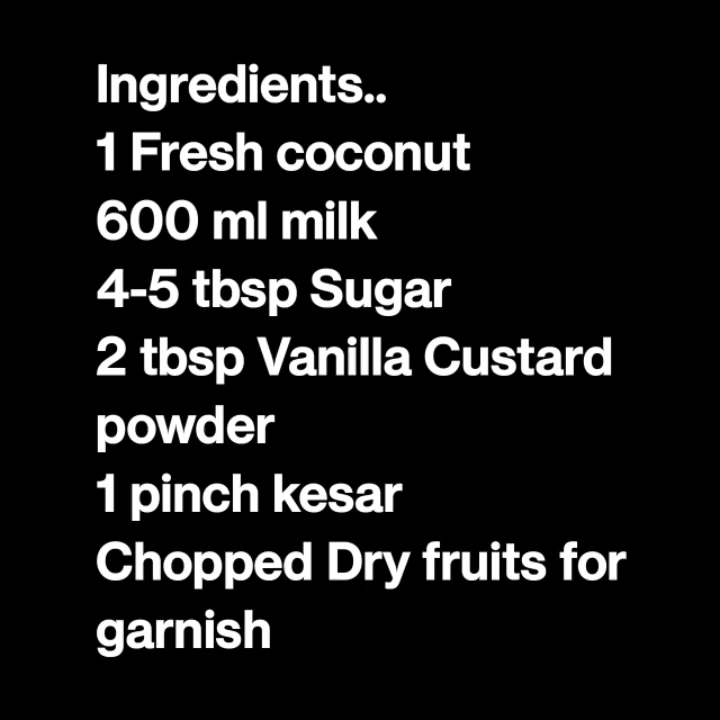 Ingredients..
1 Fresh coconut
600 ml milk
4-5 tbsp Sugar
2 tbsp Vanilla Custard
powder
1 pinch kesar
Chopped Dry fruits for
garnish